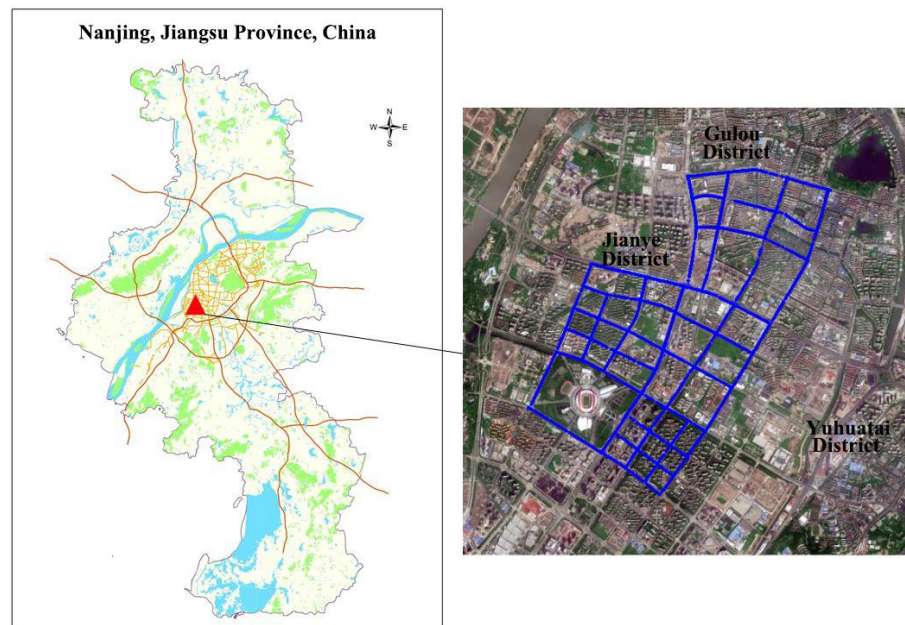 Nanjing, Jiangsu Province, China
N
W E
S
Gulou
District
Jianye
District
Yuhuatai
District